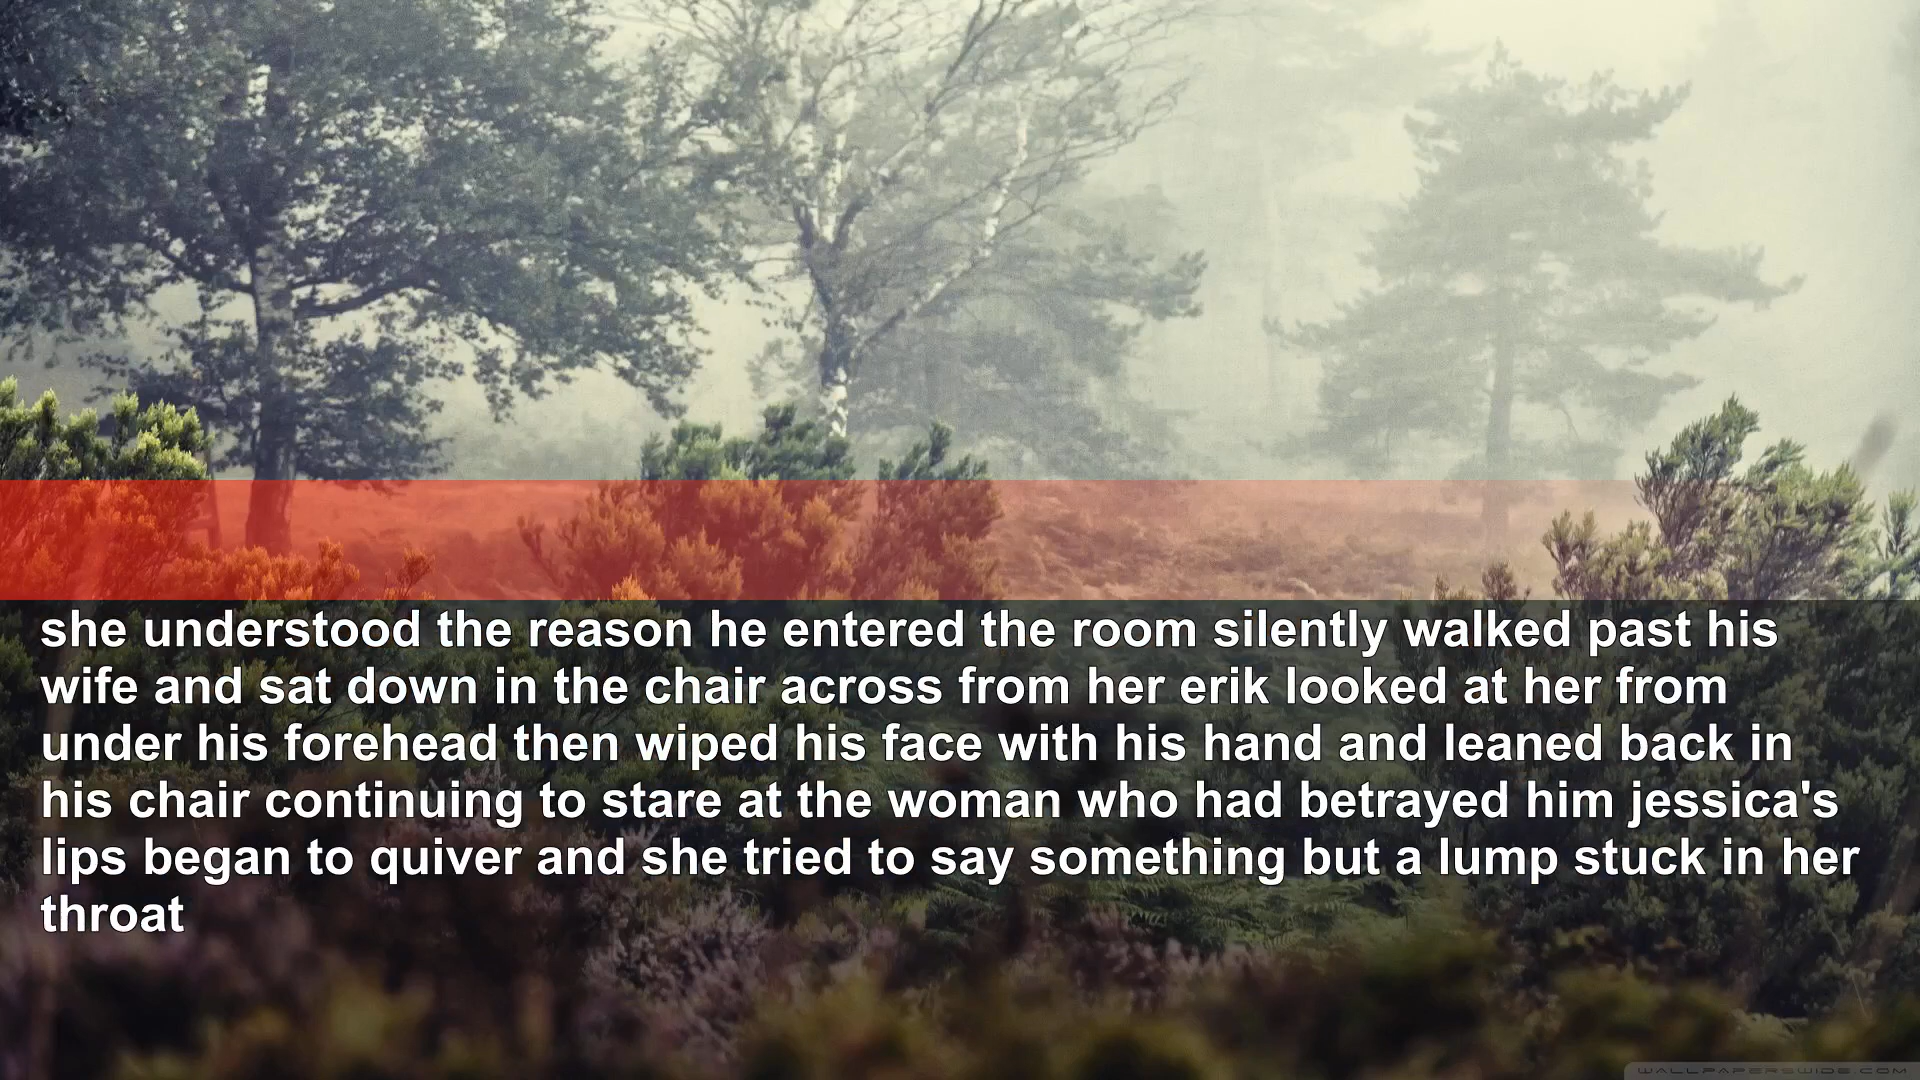 she understood the reason he entered the room silently walked past his
wife and sat down in the chair across from her erik looked at her from
under his forehead then wiped his face with his hand and leaned back in
his chair continuing to stare at the woman who had betrayed him jessica's
lips began to quiver and she tried to say something but a lump stuck in her
throat
WALLPAPERSWIDE.COM